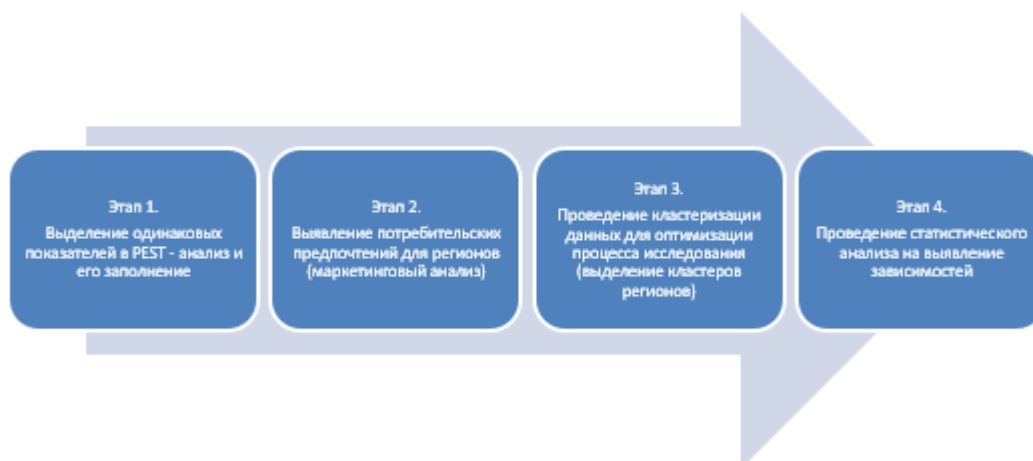 Этап 1.
Выделение одинаковых
показателей в PEST - анализ и
его заполнение
Этап 2.
Выявление потребительских
предпочтений для регионов
(маркетинговый анализ)
Этап 3.
Проведение кластеризации
данных для оптимизации
процесса исследования
(выделение кластеров
регионов)
Этап 4.
Проведение статистического
анализа на выявление
зависимостей